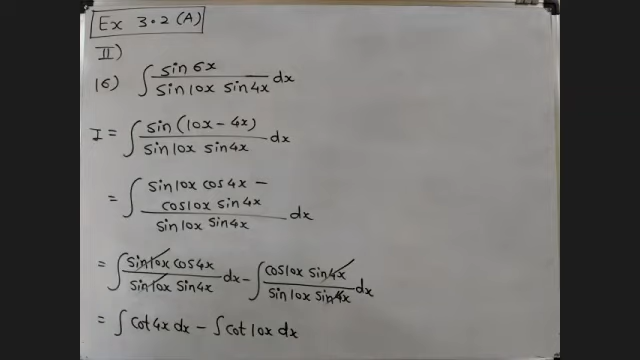 Ex 3.2 (A)
II)
16) ∫ sin 6x / sin 10x sin 4x dx
I = ∫ sin (10x - 4x) / sin 10x sin 4x dx
= ∫ sin 10x cos 4x - cos 10x sin 4x / sin 10x sin 4x dx
= ∫ sin 10x cos 4x / sin 10x sin 4x dx - ∫ cos 10x sin 4x / sin 10x sin 4x dx
= ∫ cot 4x dx - ∫ cot 10x dx